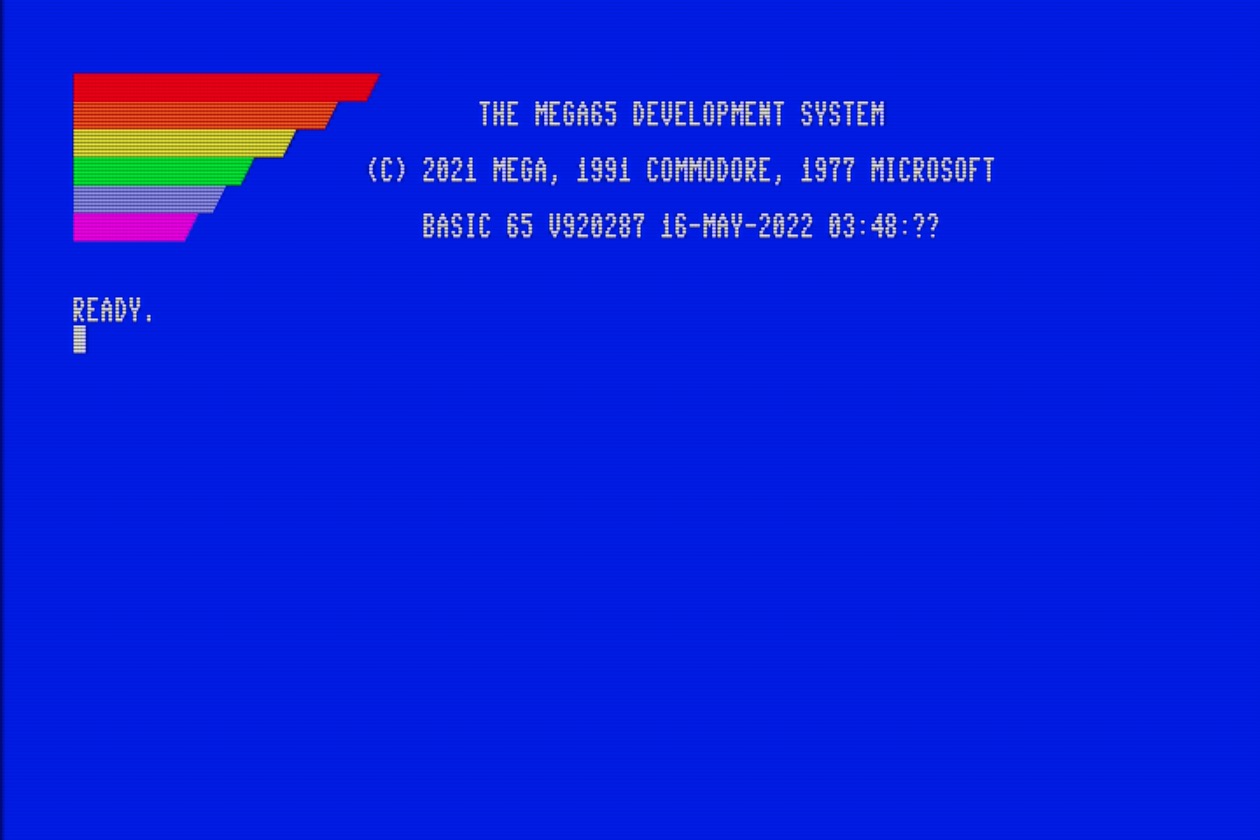 THE MEGA65 DEVELOPMENT SYSTEM
(C) 2021 MEGA, 1991 COMMODORE, 1977 MICROSOFT
BASIC 65 V920287 16-MAY-2022 03:48:??
READY.